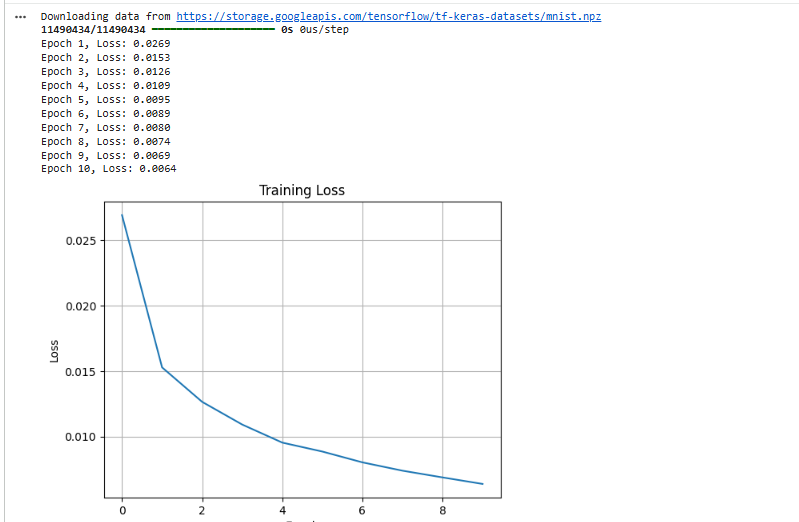 Downloading data from https://storage.googleapis.com/tensorflow/tf-keras-datasets/mnist.npz
11490434/11490434 ━━━━━━━━━━━━━━━━━━━━ 0s 0us/step
Epoch 1, Loss: 0.0269
Epoch 2, Loss: 0.0153
Epoch 3, Loss: 0.0126
Epoch 4, Loss: 0.0109
Epoch 5, Loss: 0.0095
Epoch 6, Loss: 0.0089
Epoch 7, Loss: 0.0080
Epoch 8, Loss: 0.0074
Epoch 9, Loss: 0.0069
Epoch 10, Loss: 0.0064
Training Loss
0.025
0.020
Loss
0.015
0.010
0 2 4 6 8